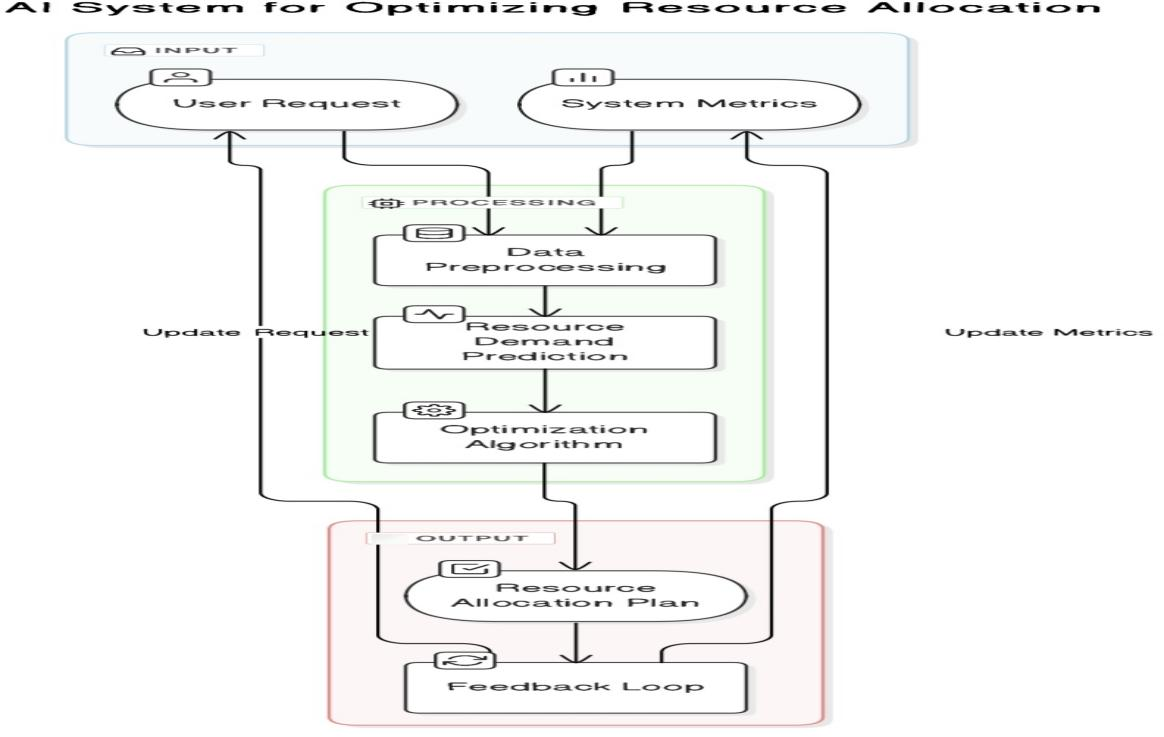 AI System for Optimizing Resource Allocation
INPUT
User Request
System Metrics
PROCESSING
Data
Preprocessing
Update Request
Resource
Demand
Prediction
Update Metrics
Optimization
Algorithm
OUTPUT
Resource
Allocation Plan
Feedback Loop